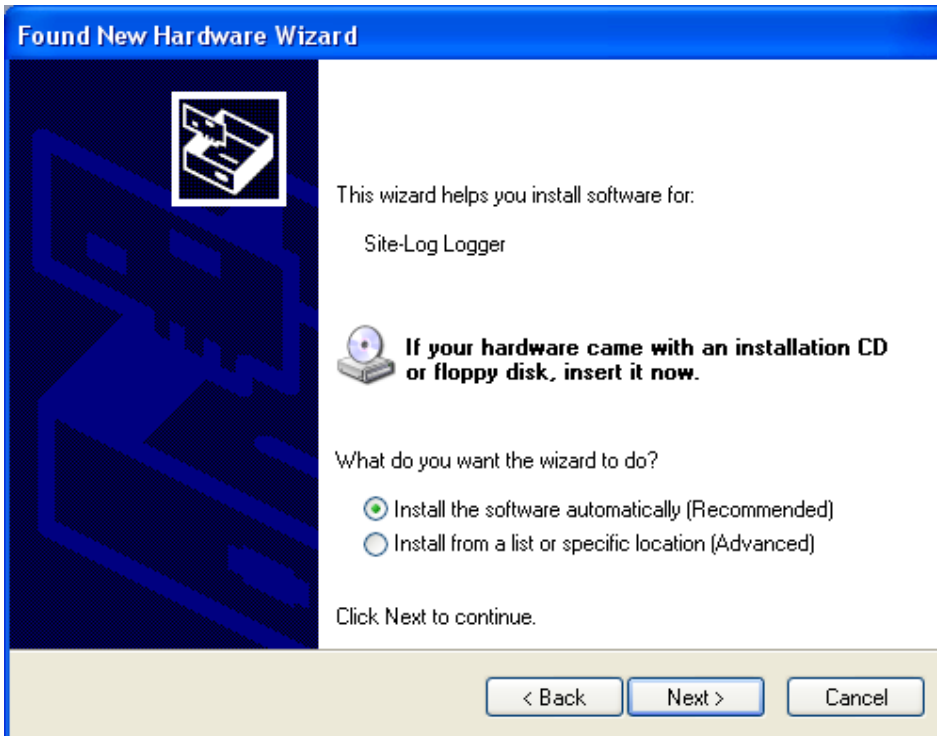 Found New Hardware Wizard
This wizard helps you install software for:
Site-Log Logger
If your hardware came with an installation CD
or floppy disk, insert it now.
What do you want the wizard to do?
Install the software automatically (Recommended)
Install from a list or specific location (Advanced)
Click Next to continue.
< Back
Next >
Cancel